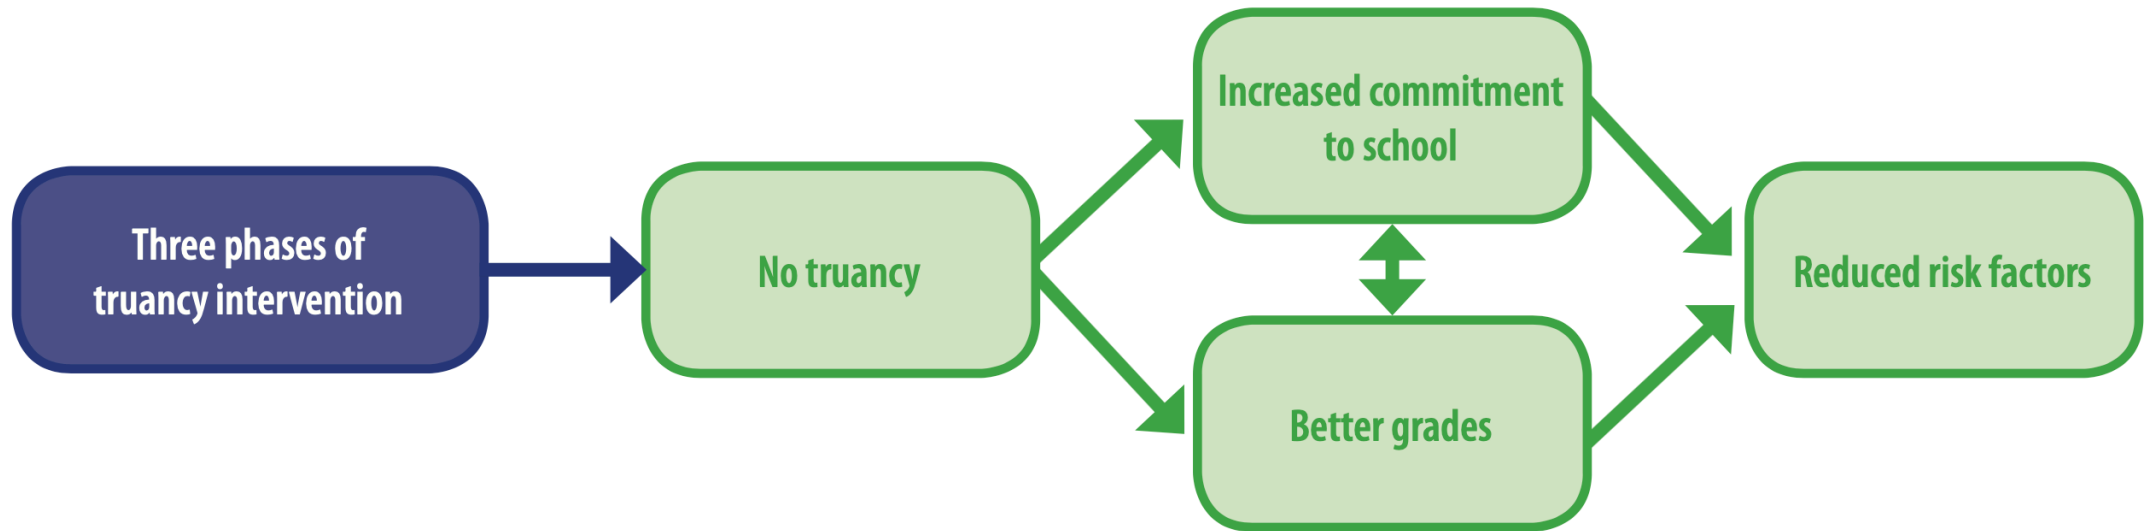 Three phases of
truancy intervention
No truancy
Increased commitment
to school
Better grades
Reduced risk factors